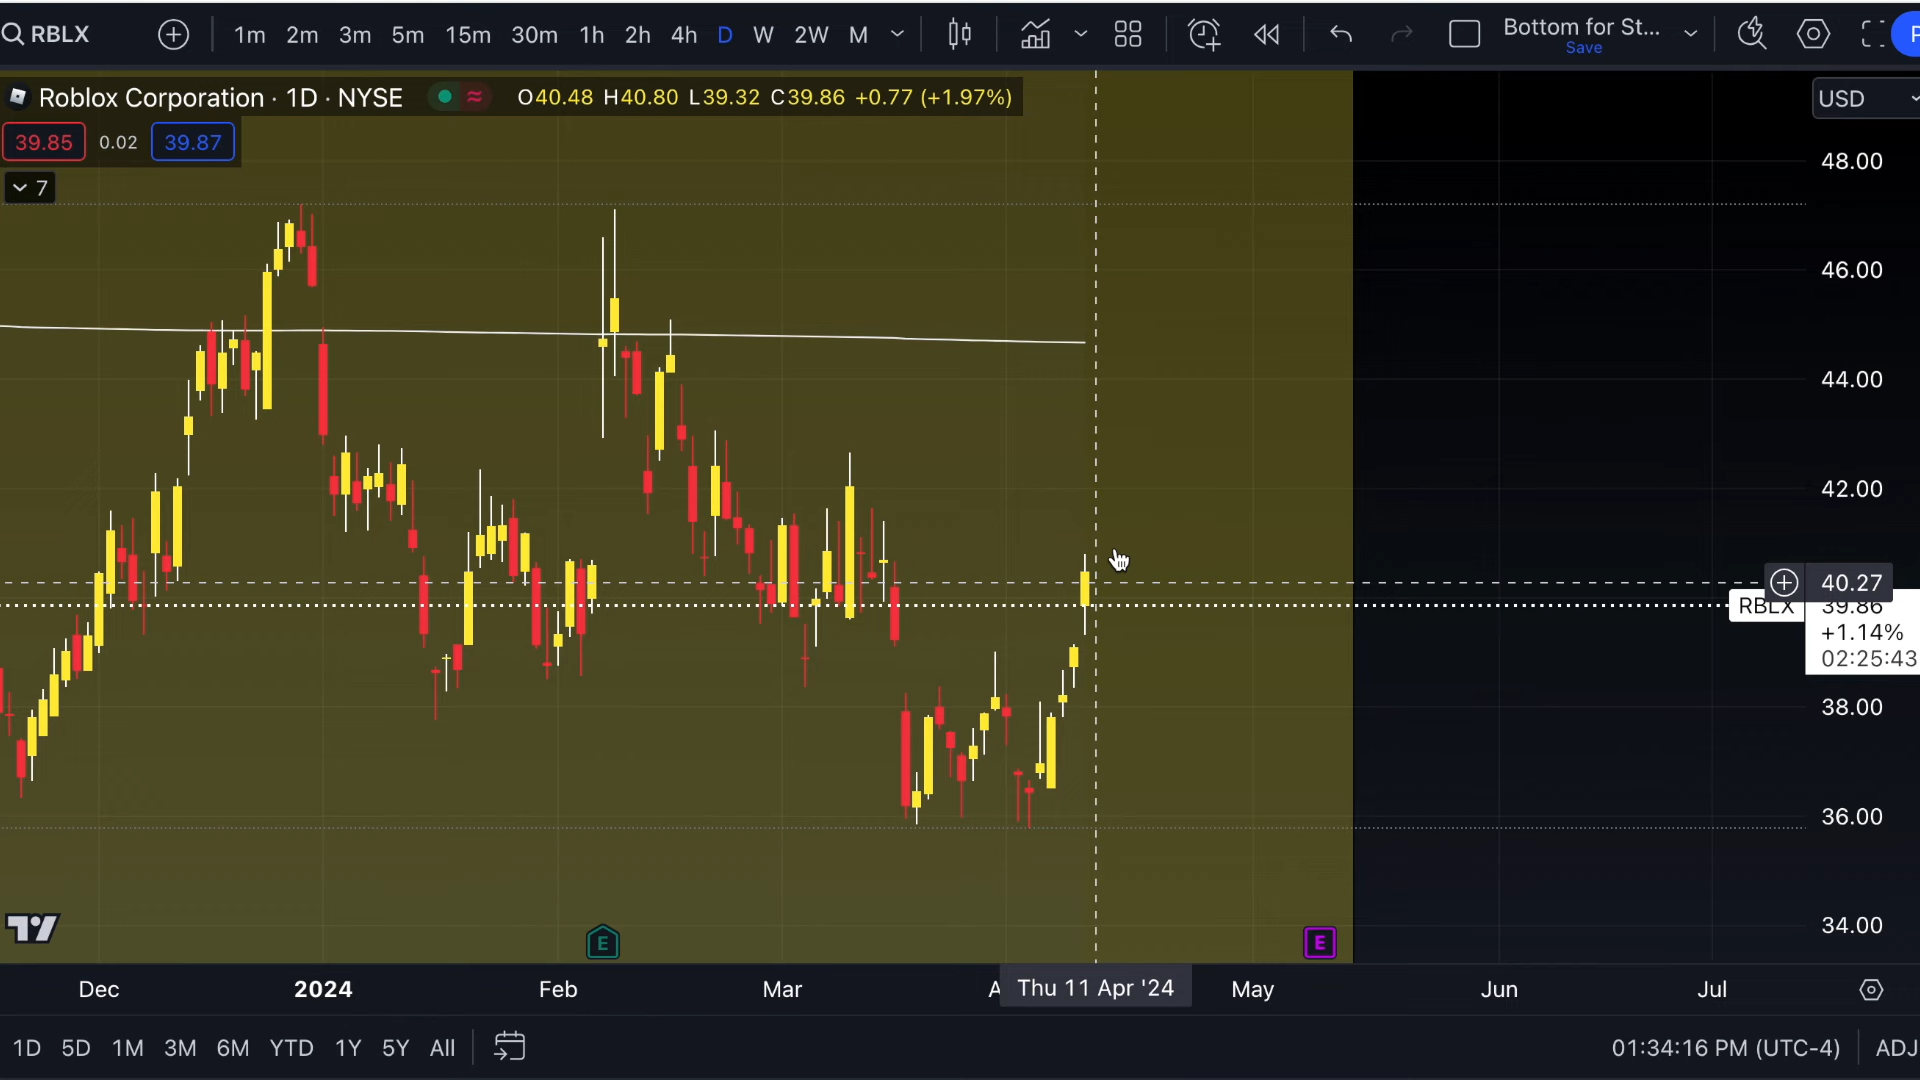 RBLX
1m 2m 3m 5m 15m 30m 1h 2h 4h D W 2W M
Bottom for St...
Save
Roblox Corporation · 1D · NYSE
O40.48 H40.80 L39.32 C39.86 +0.77 (+1.97%)
USD
39.85 0.02 39.87
7
48.00
46.00
44.00
42.00
40.27
RBLX 39.86
+1.14%
02:25:43
38.00
36.00
34.00
E E
Dec 2024 Feb Mar A Thu 11 Apr '24 May Jun Jul
1D 5D 1M 3M 6M YTD 1Y 5Y All
01:34:16 PM (UTC-4) ADJ